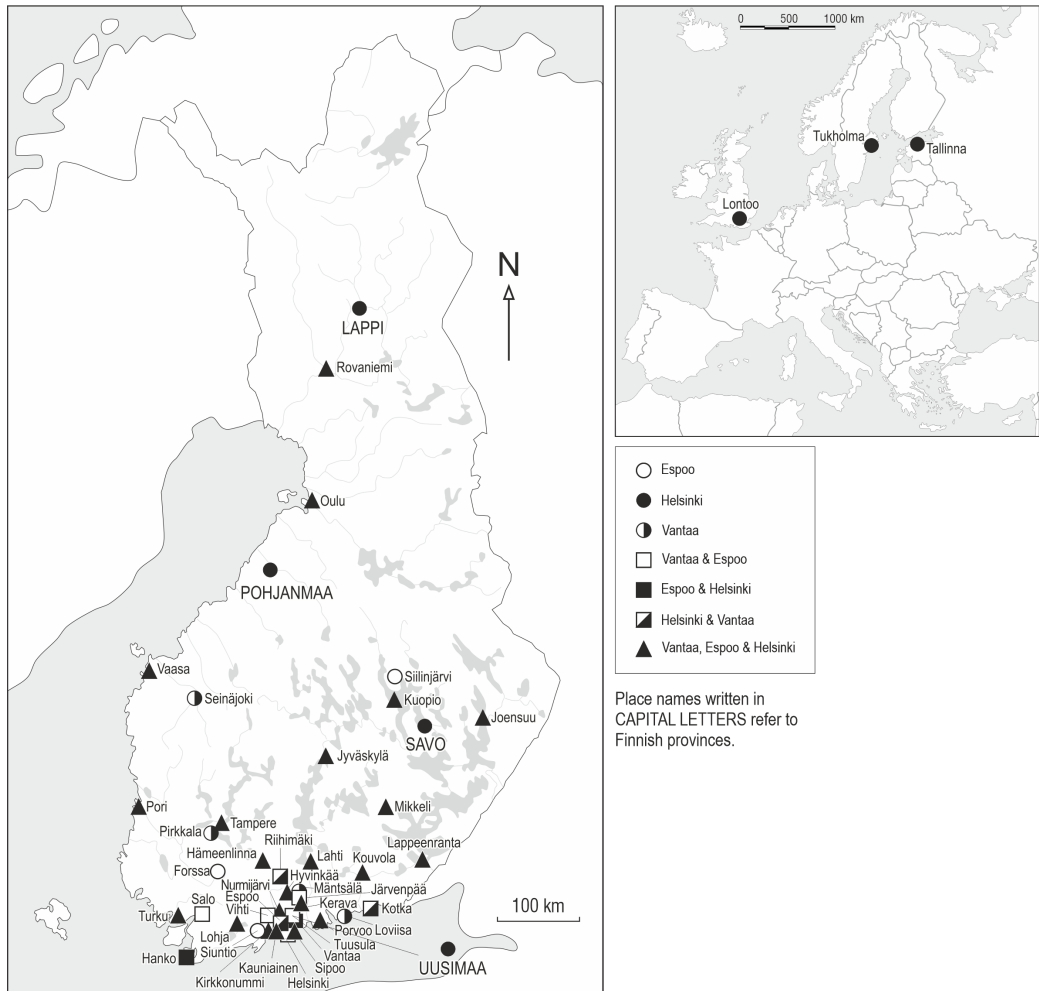 N
LAPPI
Rovaniemi
Oulu
POHJANMAA
Vaasa
Seinäjoki
Siilinjärvi
Kuopio
Joensuu
SAVO
Jyväskylä
Pori
Mikkeli
Pirkkala
Tampere
Riihimäki
Lappeenranta
Hämeenlinna
Lahti
Kouvola
Forssa
Hyvinkää
Nurmijärvi
Mäntsälä
Järvenpää
Salo
Espoo
Kerava
Kotka
100 km
Turku
Vihti
Porvoo
Loviisa
Lohja
Tuusula
Siuntio
Vantaa
Hanko
Kauniainen
Sipoo
UUSIMAA
Kirkkonummi
Helsinki
0 500 1000 km
Tukholma
Tallinna
Lontoo
Espoo
Helsinki
Vantaa
Vantaa & Espoo
Espoo & Helsinki
Helsinki & Vantaa
Vantaa, Espoo & Helsinki
Place names written in
CAPITAL LETTERS refer to
Finnish provinces.